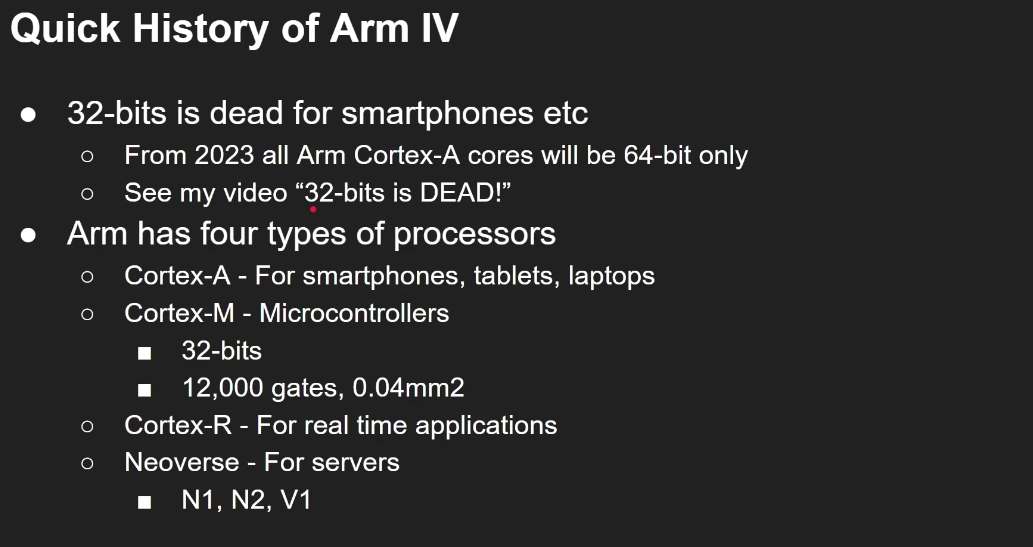 Quick History of Arm IV
● 32-bits is dead for smartphones etc
○ From 2023 all Arm Cortex-A cores will be 64-bit only
○ See my video “32-bits is DEAD!”
● Arm has four types of processors
○ Cortex-A - For smartphones, tablets, laptops
○ Cortex-M - Microcontrollers
■ 32-bits
■ 12,000 gates, 0.04mm2
○ Cortex-R - For real time applications
○ Neoverse - For servers
■ N1, N2, V1